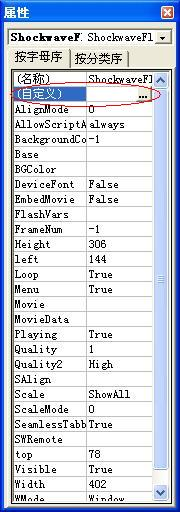 属性
ShockwaveF ShockwaveFl
按字母序 按分类序
(名称) ShockwaveFl
(自定义) ...
AlignMode 0
AllowScriptA always
BackgroundCo -1
Base
BGColor
DeviceFont False
EmbedMovie False
FlashVars
FrameNum -1
Height 306
left 144
Loop True
Menu True
Movie
MovieData
Playing True
Quality 1
Quality2 High
SAlign
Scale ShowAll
ScaleMode 0
SeamlessTabb True
SWRemote
top 78
Visible True
Width 402
WMode Window